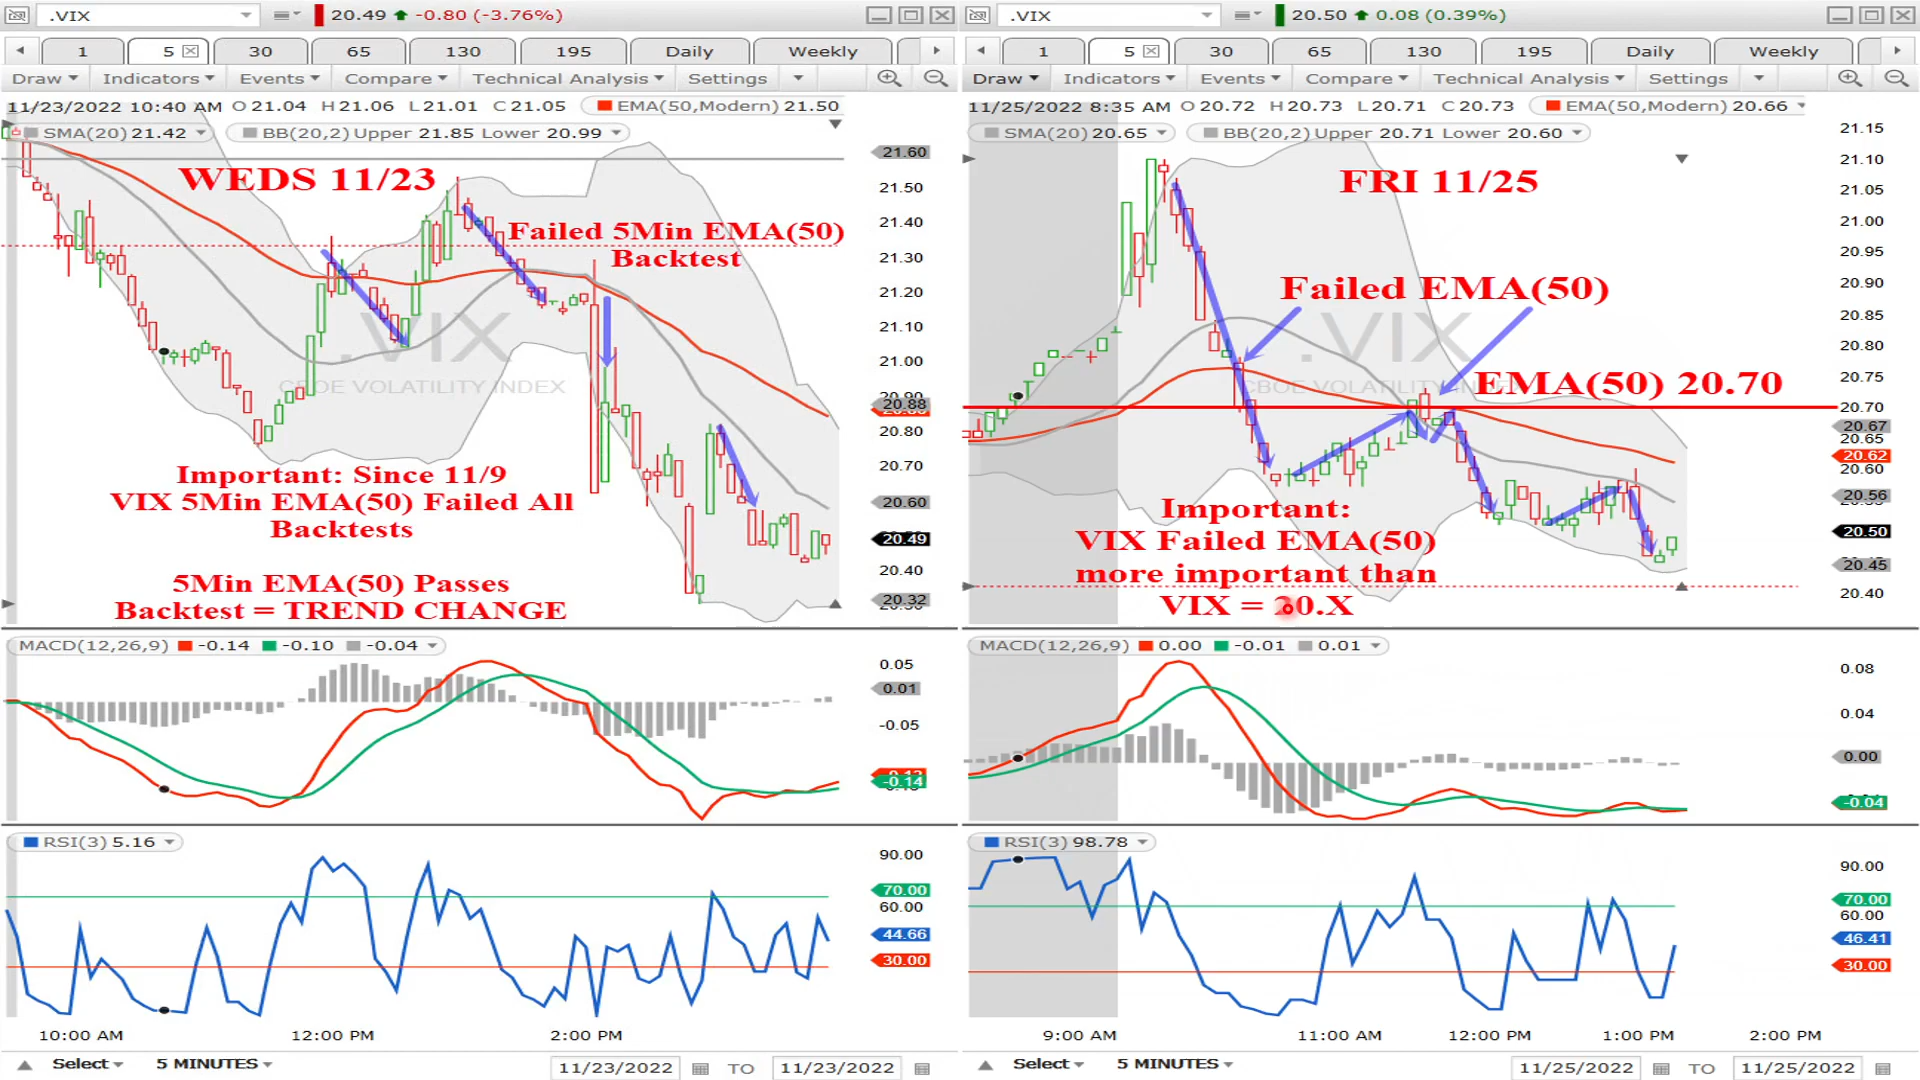 .VIX
20.49 -0.80 (-3.76%)
1 5 30 65 130 195 Daily Weekly
Draw Indicators Events Compare Technical Analysis Settings
11/23/2022 10:40 AM O 21.04 H 21.06 L 21.01 C 21.05 EMA(50,Modern) 21.50
SMA(20) 21.42 BB(20,2) Upper 21.85 Lower 20.99
WEDS 11/23
Failed 5Min EMA(50)
Backtest
.VIX
CBOE VOLATILITY INDEX
Important: Since 11/9
VIX 5Min EMA(50) Failed All
Backtests
5Min EMA(50) Passes
Backtest = TREND CHANGE
21.60
21.50
21.40
21.30
21.20
21.10
21.00
20.90
20.88
20.80
20.70
20.60
20.49
20.40
20.32
MACD(12,26,9) -0.14 -0.10 -0.04
0.05
0.01
-0.05
-0.14
RSI(3) 5.16
90.00
70.00
60.00
44.66
30.00
10:00 AM 12:00 PM 2:00 PM
Select 5 MINUTES 11/23/2022 TO 11/23/2022
.VIX
20.50 0.08 (0.39%)
1 5 30 65 130 195 Daily Weekly
Draw Indicators Events Compare Technical Analysis Settings
11/25/2022 8:35 AM O 20.72 H 20.73 L 20.71 C 20.73 EMA(50,Modern) 20.66
SMA(20) 20.65 BB(20,2) Upper 20.71 Lower 20.60
FRI 11/25
Failed EMA(50)
.VIX
EMA(50) 20.70
Important:
VIX Failed EMA(50)
more important than
VIX = 20.X
21.15
21.10
21.05
21.00
20.95
20.90
20.85
20.80
20.75
20.70
20.67
20.65
20.62
20.60
20.56
20.50
20.45
20.40
MACD(12,26,9) 0.00 -0.01 0.01
0.08
0.04
0.00
-0.04
RSI(3) 98.78
90.00
70.00
60.00
46.41
30.00
9:00 AM 11:00 AM 12:00 PM 1:00 PM 2:00 PM
Select 5 MINUTES 11/25/2022 TO 11/25/2022